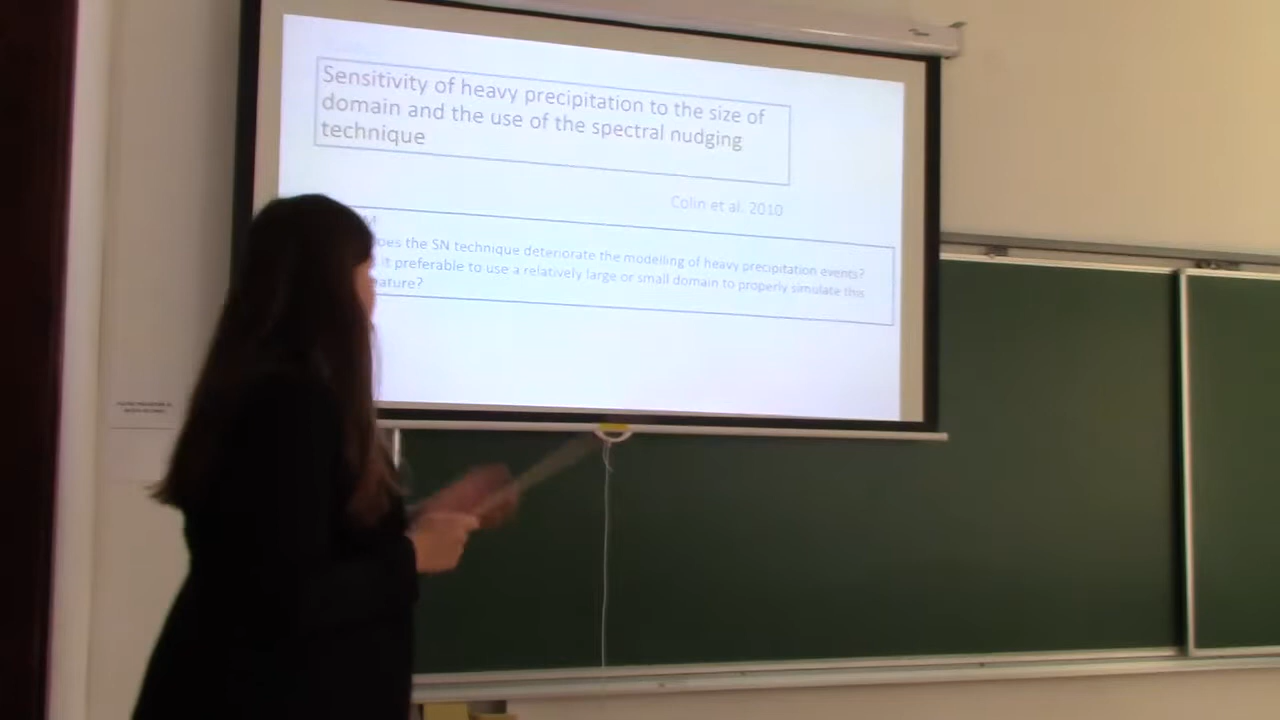 Sensitivity of heavy precipitation to the size of
domain and the use of the spectral nudging
technique
Colin et al. 2010
M
oes the SN technique deteriorate the modelling of heavy precipitation events?
it preferable to use a relatively large or small domain to properly simulate this
eature?